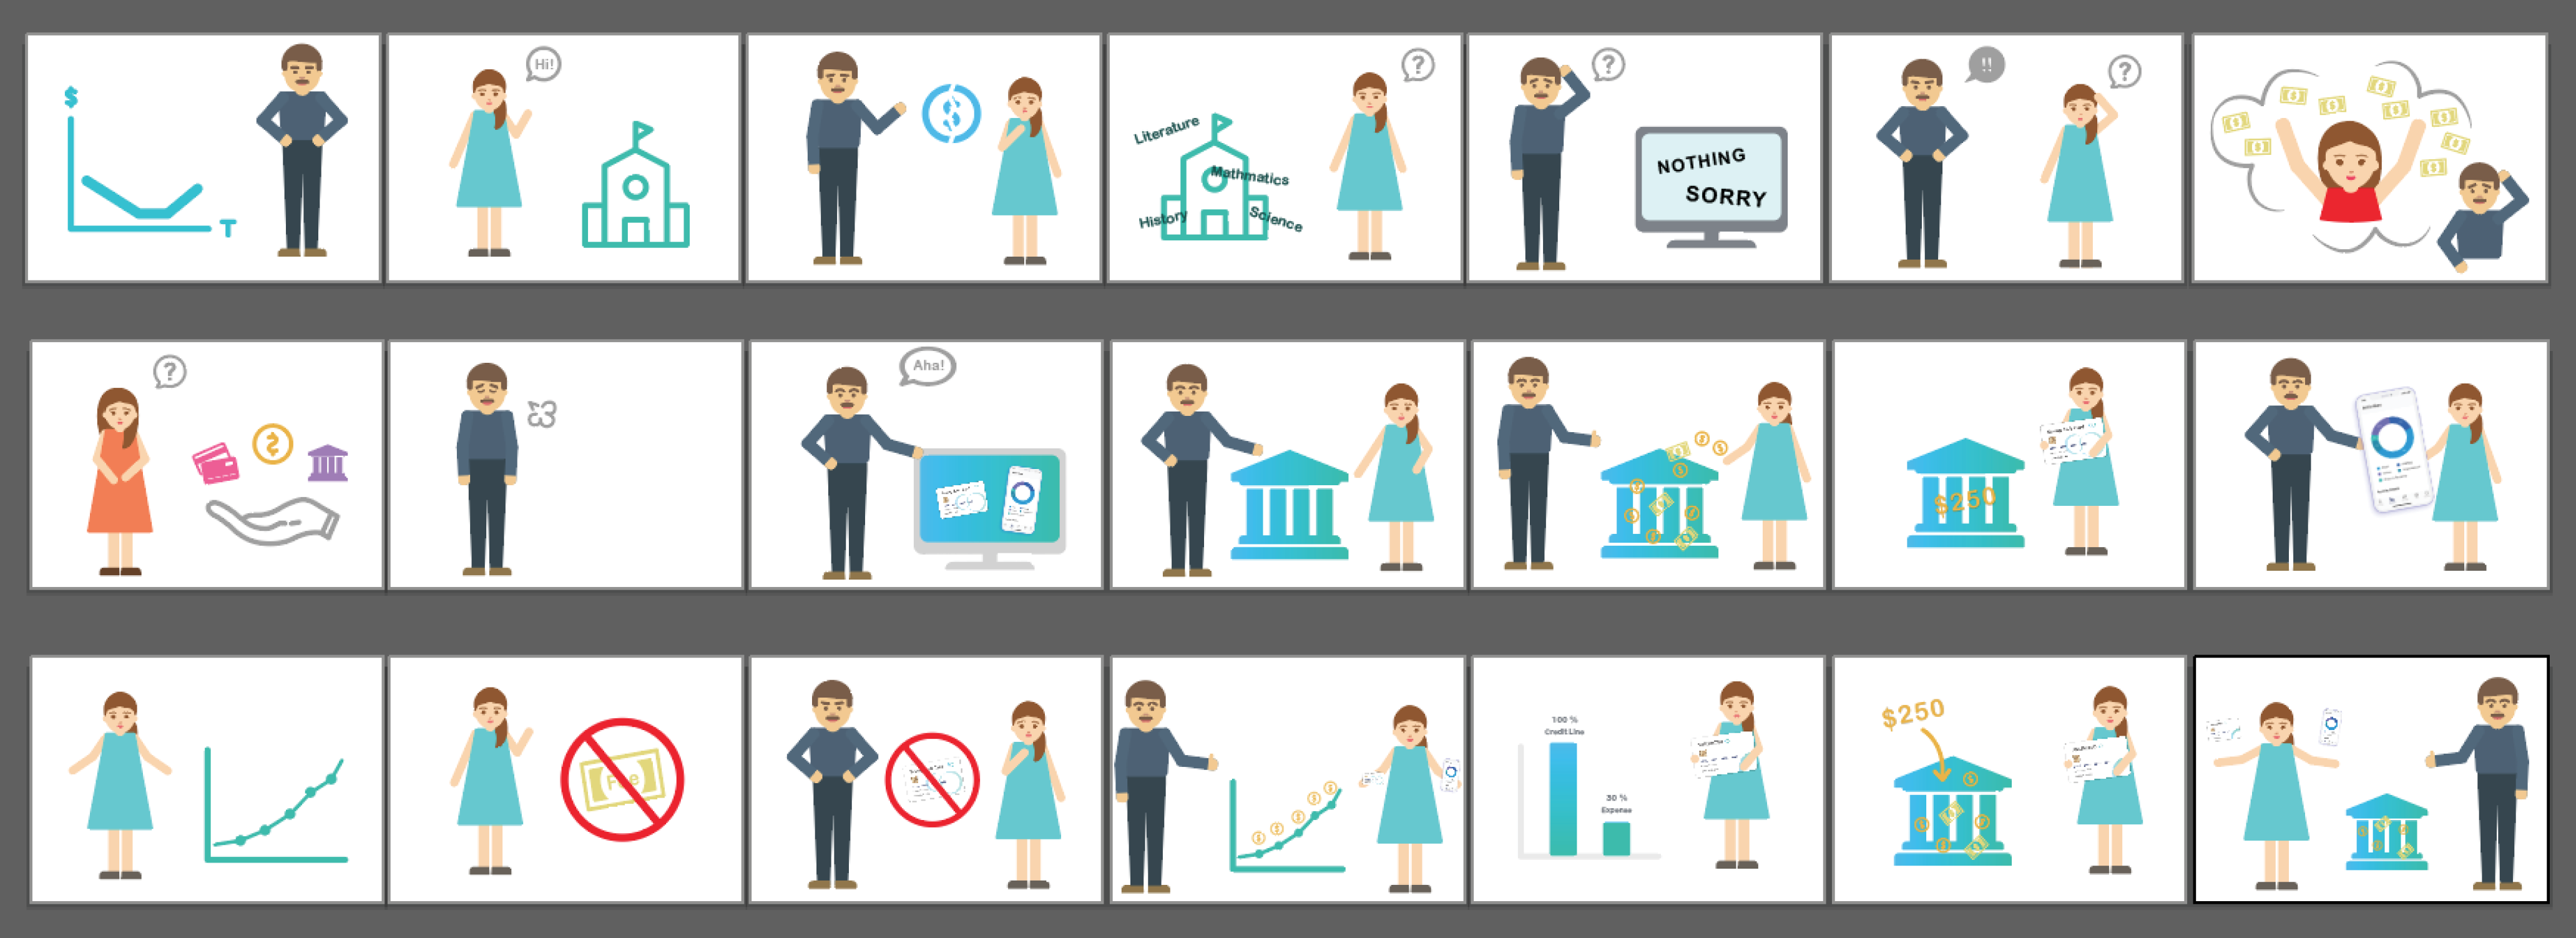 $
T
Hi!
$
Literature
Mathmatics
History
Science
?
?
NOTHING
SORRY
!!
?
?
Aha!
$250
100 %
Credit Line
30 %
Expense
$250